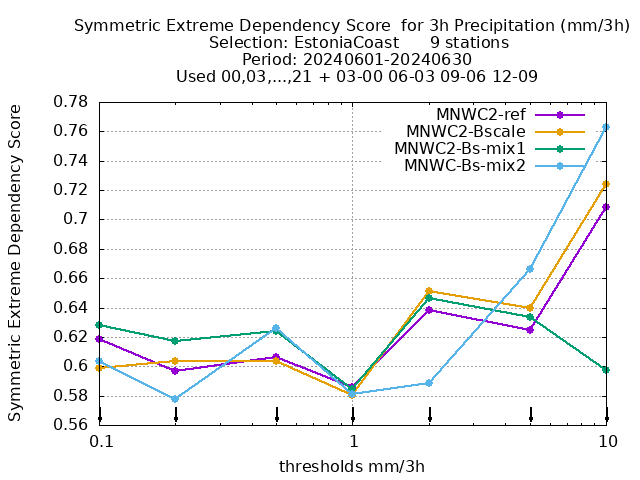 Symmetric Extreme Dependency Score  for 3h Precipitation (mm/3h)
Selection: EstoniaCoast      9 stations
Period: 20240601-20240630
Used 00,03,...,21 + 03-00 06-03 09-06 12-09
Symmetric Extreme Dependency Score
0.78
0.76
0.74
0.72
0.7
0.68
0.66
0.64
0.62
0.6
0.58
0.56
MNWC2-ref
MNWC2-Bscale
MNWC2-Bs-mix1
MNWC-Bs-mix2
0.1 1 10
thresholds mm/3h